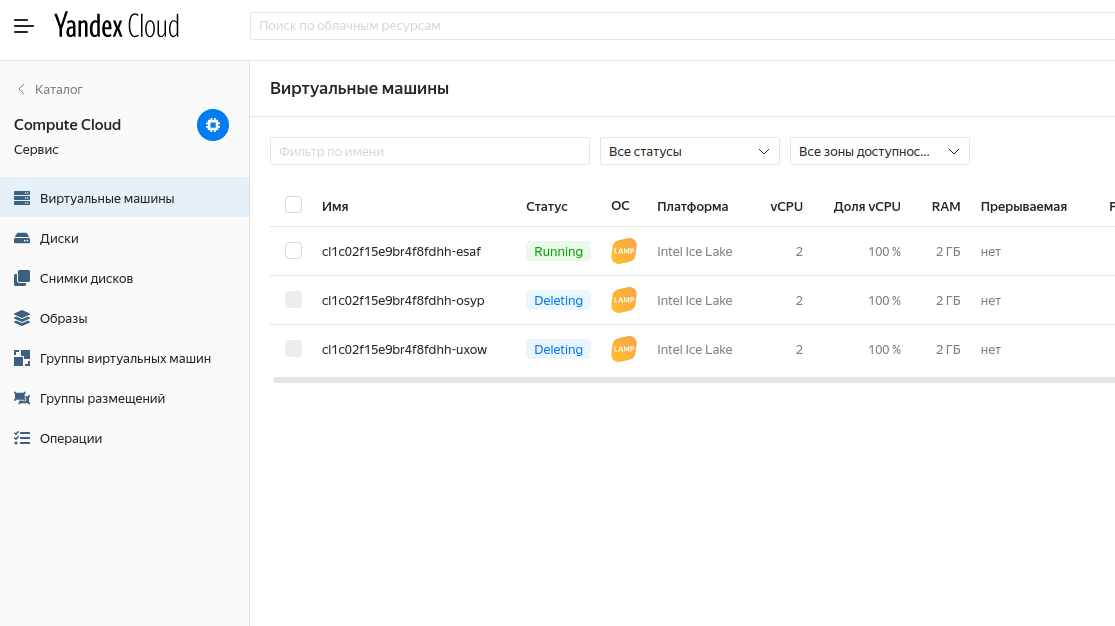 Yandex Cloud
Поиск по облачным ресурсам
Каталог
Compute Cloud
Сервис
Виртуальные машины
Диски
Снимки дисков
Образы
Группы виртуальных машин
Группы размещений
Операции
Виртуальные машины
Фильтр по имени
Все статусы
Все зоны доступнос...
Имя Статус ОС Платформа vCPU Доля vCPU RAM Прерываемая
cl1c02f15e9br4f8fdhh-esaf Running LAMP Intel Ice Lake 2 100 % 2 ГБ нет
cl1c02f15e9br4f8fdhh-osyp Deleting LAMP Intel Ice Lake 2 100 % 2 ГБ нет
cl1c02f15e9br4f8fdhh-uxow Deleting LAMP Intel Ice Lake 2 100 % 2 ГБ нет